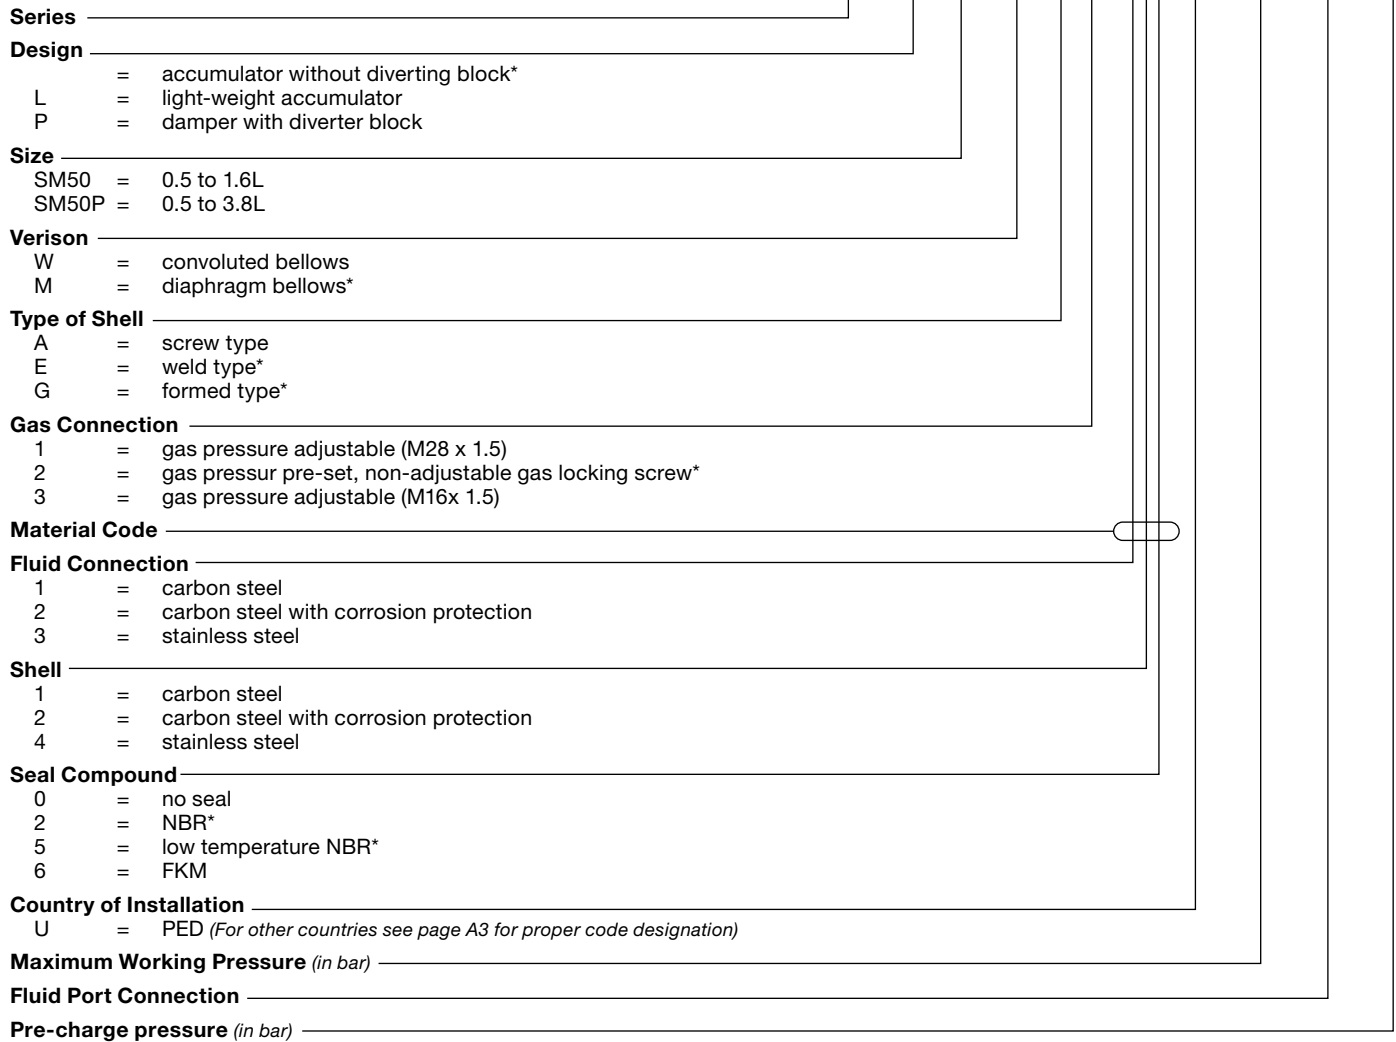 Series
Design
= accumulator without diverting block*
L = light-weight accumulator
P = damper with diverter block
Size
SM50 = 0.5 to 1.6L
SM50P = 0.5 to 3.8L
Verison
W = convoluted bellows
M = diaphragm bellows*
Type of Shell
A = screw type
E = weld type*
G = formed type*
Gas Connection
1 = gas pressure adjustable (M28 x 1.5)
2 = gas pressur pre-set, non-adjustable gas locking screw*
3 = gas pressure adjustable (M16x 1.5)
Material Code
Fluid Connection
1 = carbon steel
2 = carbon steel with corrosion protection
3 = stainless steel
Shell
1 = carbon steel
2 = carbon steel with corrosion protection
4 = stainless steel
Seal Compound
0 = no seal
2 = NBR*
5 = low temperature NBR*
6 = FKM
Country of Installation
U = PED (For other countries see page A3 for proper code designation)
Maximum Working Pressure (in bar)
Fluid Port Connection
Pre-charge pressure (in bar)